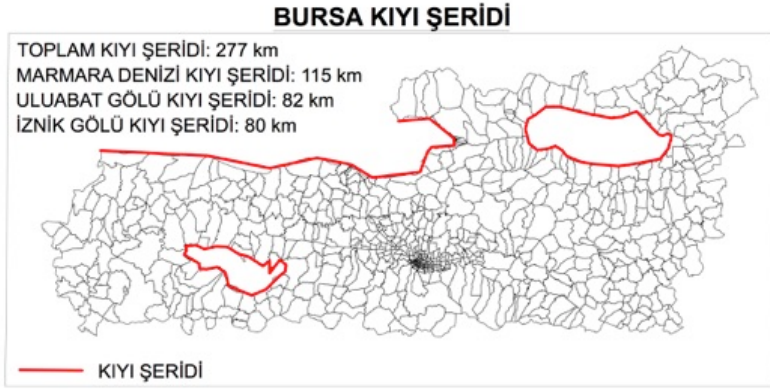 BURSA KIYI ŞERİDİ
TOPLAM KIYI ŞERİDİ: 277 km
MARMARA DENİZİ KIYI ŞERİDİ: 115 km
ULUABAT GÖLÜ KIYI ŞERİDİ: 82 km
İZNİK GÖLÜ KIYI ŞERİDİ: 80 km
KIYI ŞERİDİ